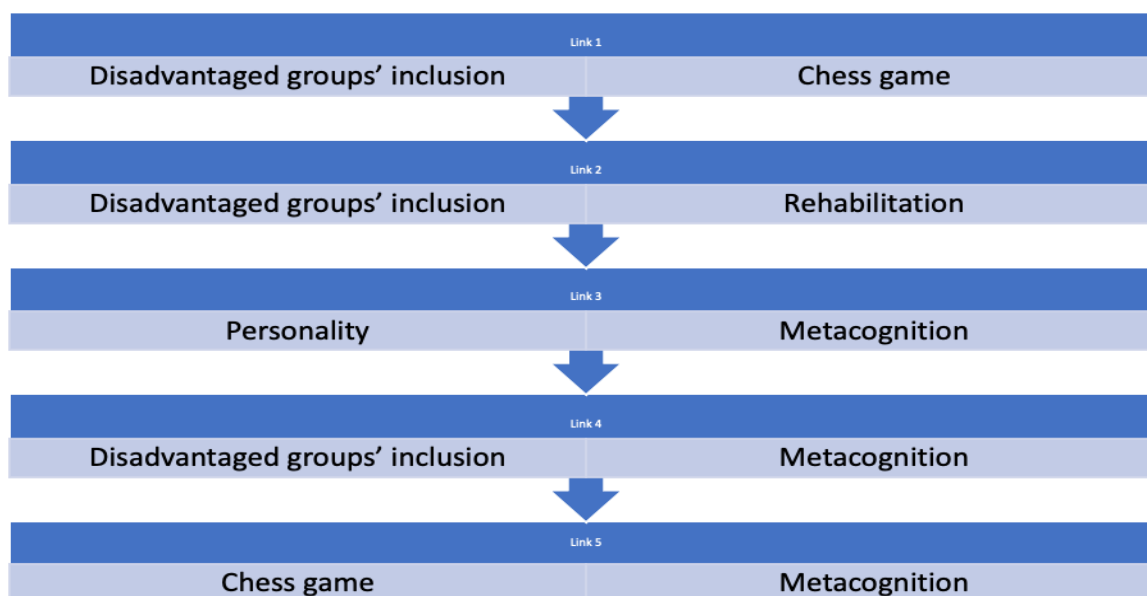 Link 1
Disadvantaged groups’ inclusion Chess game
Link 2
Disadvantaged groups’ inclusion Rehabilitation
Link 3
Personality Metacognition
Link 4
Disadvantaged groups’ inclusion Metacognition
Link 5
Chess game Metacognition